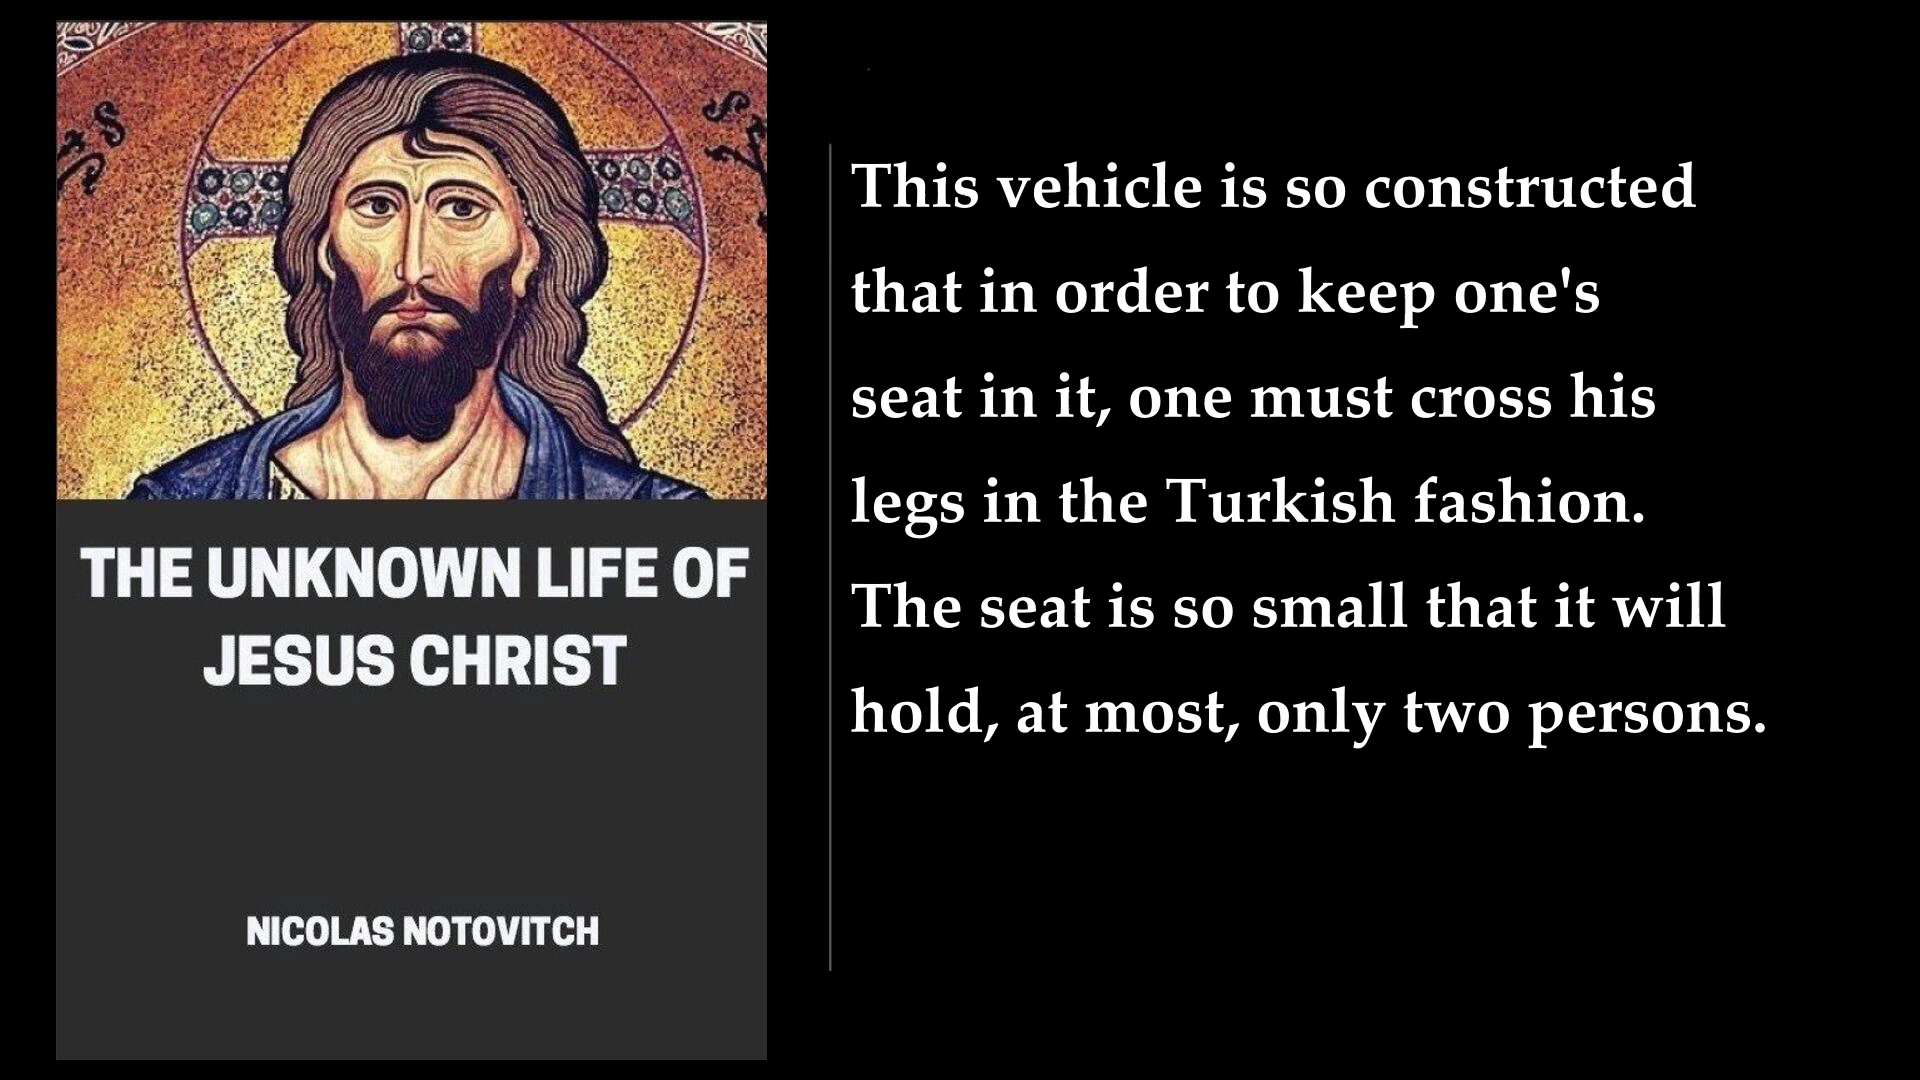 THE UNKNOWN LIFE OF
JESUS CHRIST
NICOLAS NOTOVITCH
This vehicle is so constructed
that in order to keep one's
seat in it, one must cross his
legs in the Turkish fashion.
The seat is so small that it will
hold, at most, only two persons.